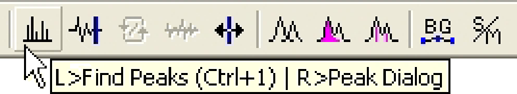 BG S/M
L>Find Peaks (Ctrl+1) | R>Peak Dialog